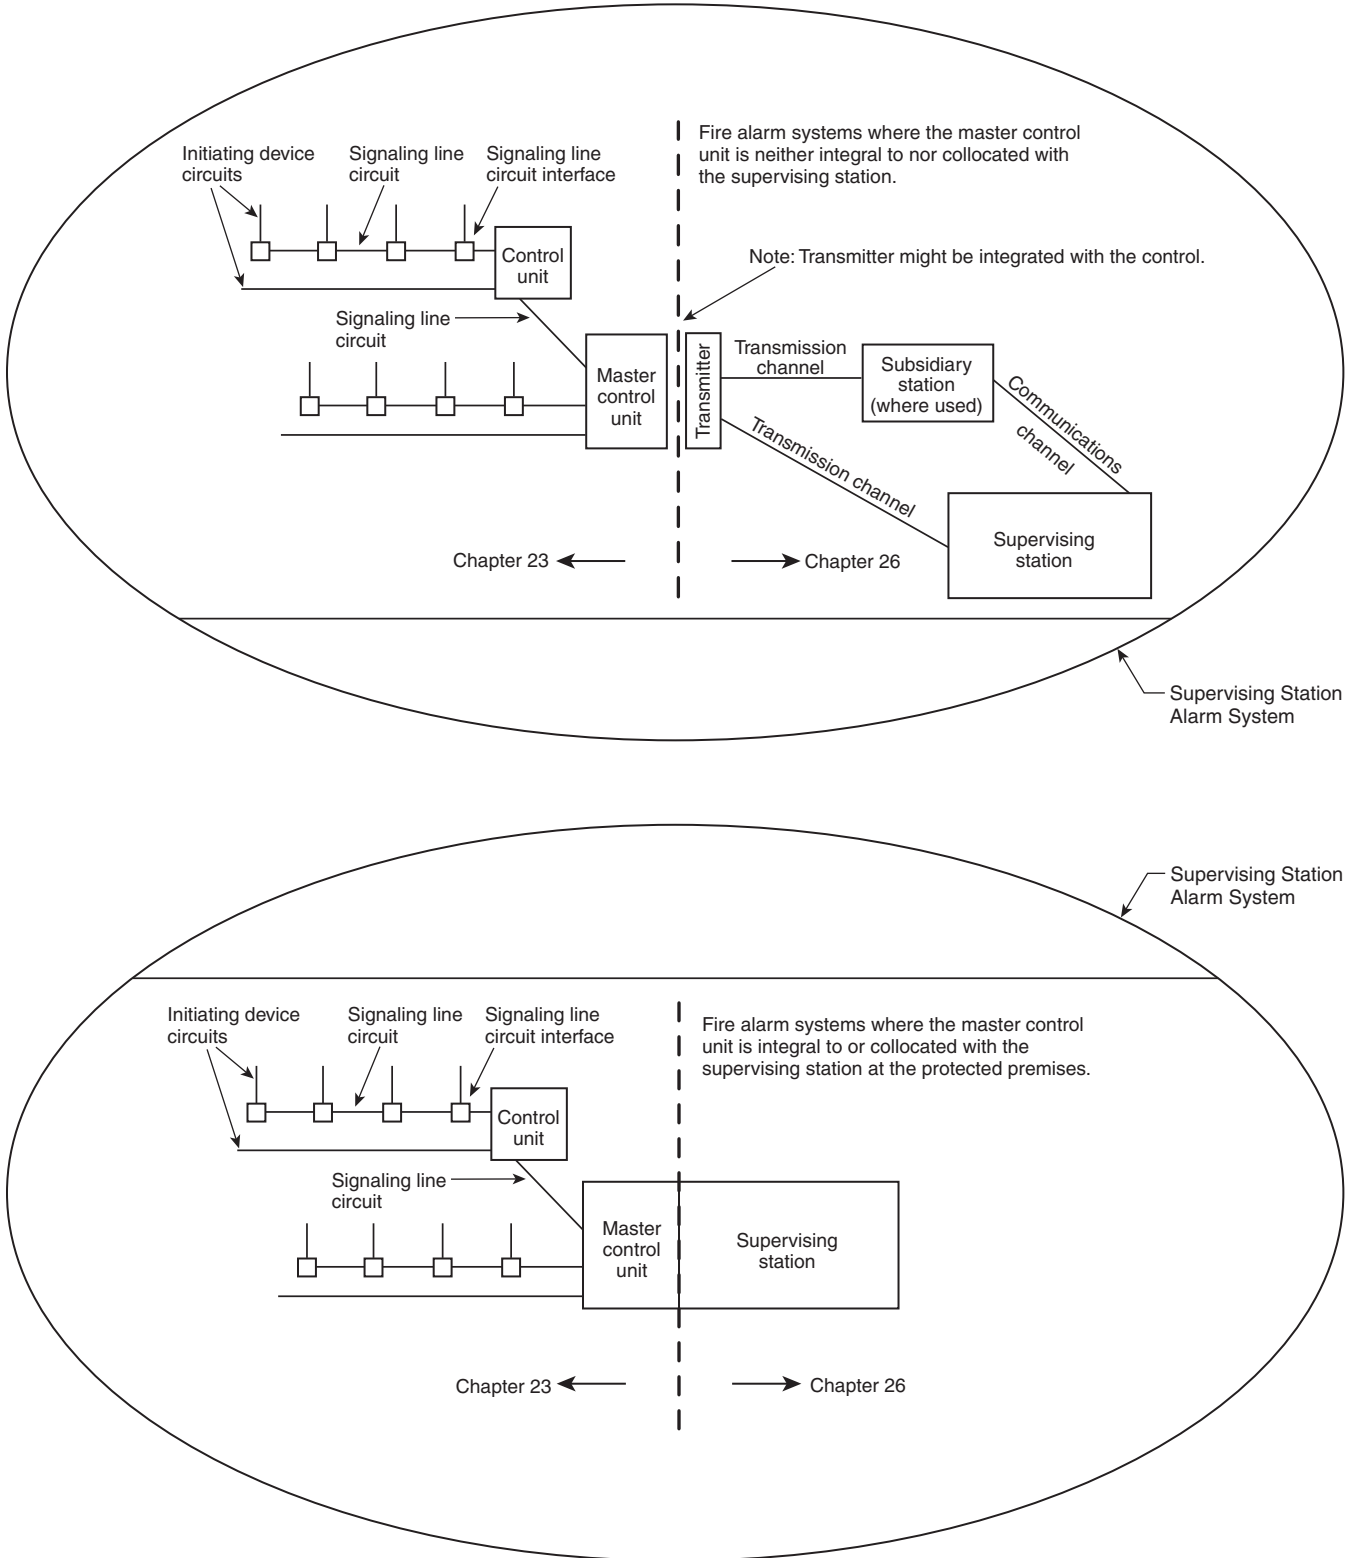 Fire alarm systems where the master control
unit is neither integral to nor collocated with
the supervising station.
Initiating device
circuits
Signaling line
circuit
Signaling line
circuit interface
Control
unit
Note: Transmitter might be integrated with the control.
Signaling line
circuit
Master
control
unit
Transmitter
Transmission
channel
Subsidiary
station
(where used)
Communications
channel
Transmission channel
Supervising
station
Chapter 23
Chapter 26
Supervising Station
Alarm System
Supervising Station
Alarm System
Initiating device
circuits
Signaling line
circuit
Signaling line
circuit interface
Fire alarm systems where the master control
unit is integral to or collocated with the
supervising station at the protected premises.
Control
unit
Signaling line
circuit
Master
control
unit
Supervising
station
Chapter 23
Chapter 26